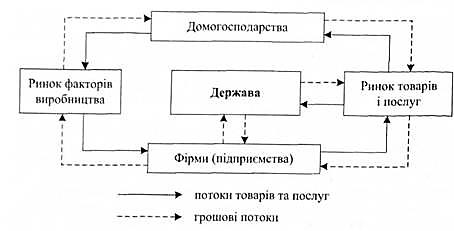 Домогосподарства
Ринок факторів
виробництва
Держава
Ринок товарів
і послуг
Фірми (підприємства)
потоки товарів та послуг
грошові потоки